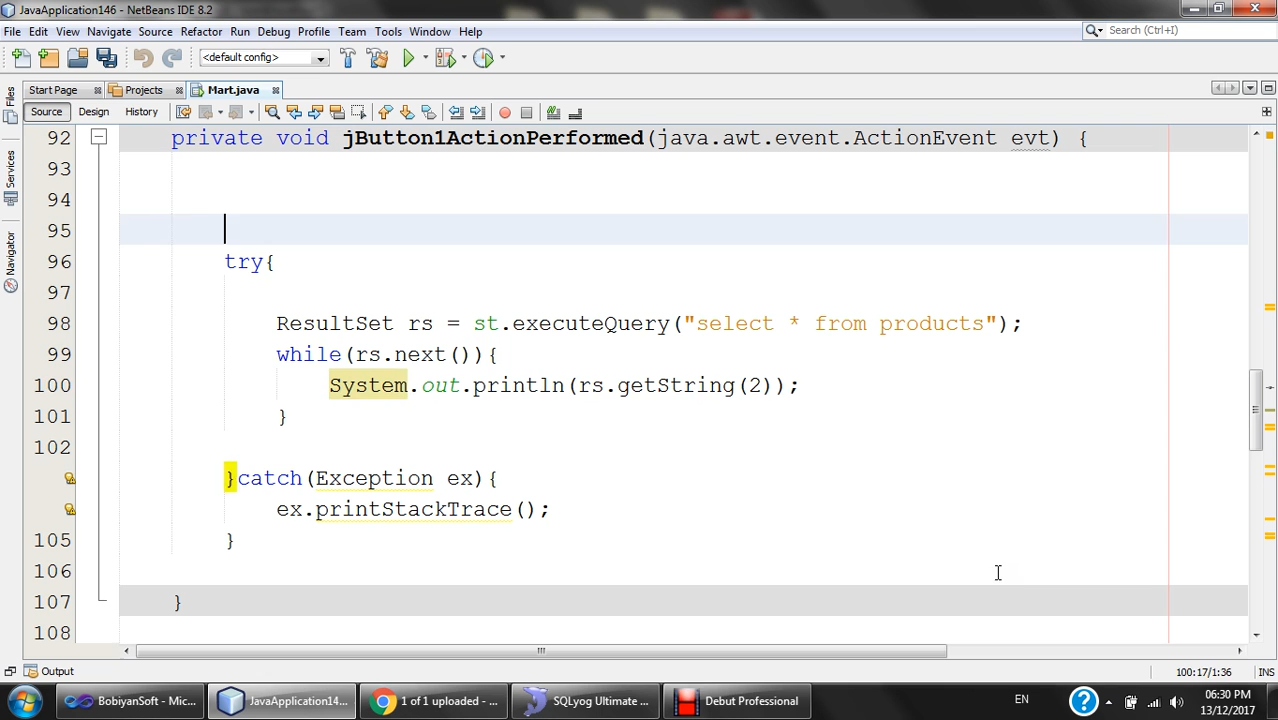 JavaApplication146 - NetBeans IDE 8.2
File Edit View Navigate Source Refactor Run Debug Profile Team Tools Window Help
Search (Ctrl+I)
<default config>
Start Page Projects Mart.java
Source Design History
Files
Services
Navigator
92 private void jButton1ActionPerformed(java.awt.event.ActionEvent evt) {
93
94
95
96 try{
97
98 ResultSet rs = st.executeQuery("select * from products");
99 while(rs.next()){
100 System.out.println(rs.getString(2));
101 }
102
}catch(Exception ex){
ex.printStackTrace();
105 }
106
107 }
108
Output
100:17/1:36 INS
BobiyanSoft - Mic... JavaApplication14... 1 of 1 uploaded - ... SQLyog Ultimate ... Debut Professional
EN
06:30 PM
13/12/2017